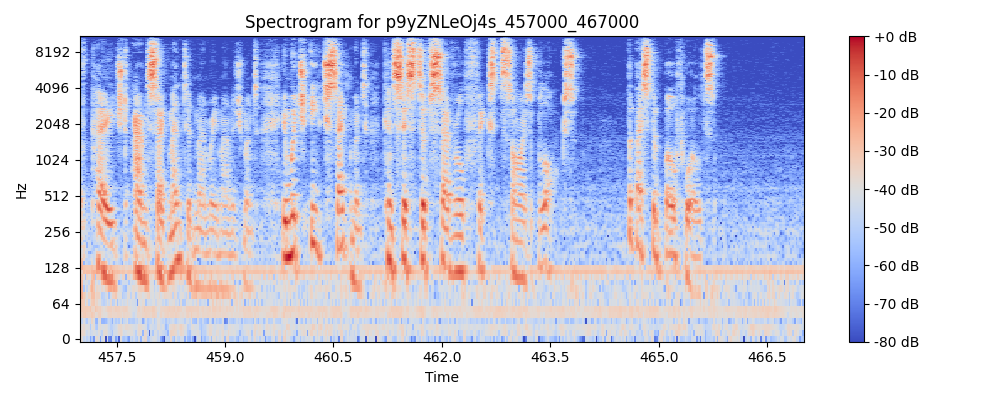 Spectrogram for p9yZNLeOj4s_457000_467000
Hz
8192
4096
2048
1024
512
256
128
64
0
457.5 459.0 460.5 462.0 463.5 465.0 466.5
Time
+0 dB
-10 dB
-20 dB
-30 dB
-40 dB
-50 dB
-60 dB
-70 dB
-80 dB